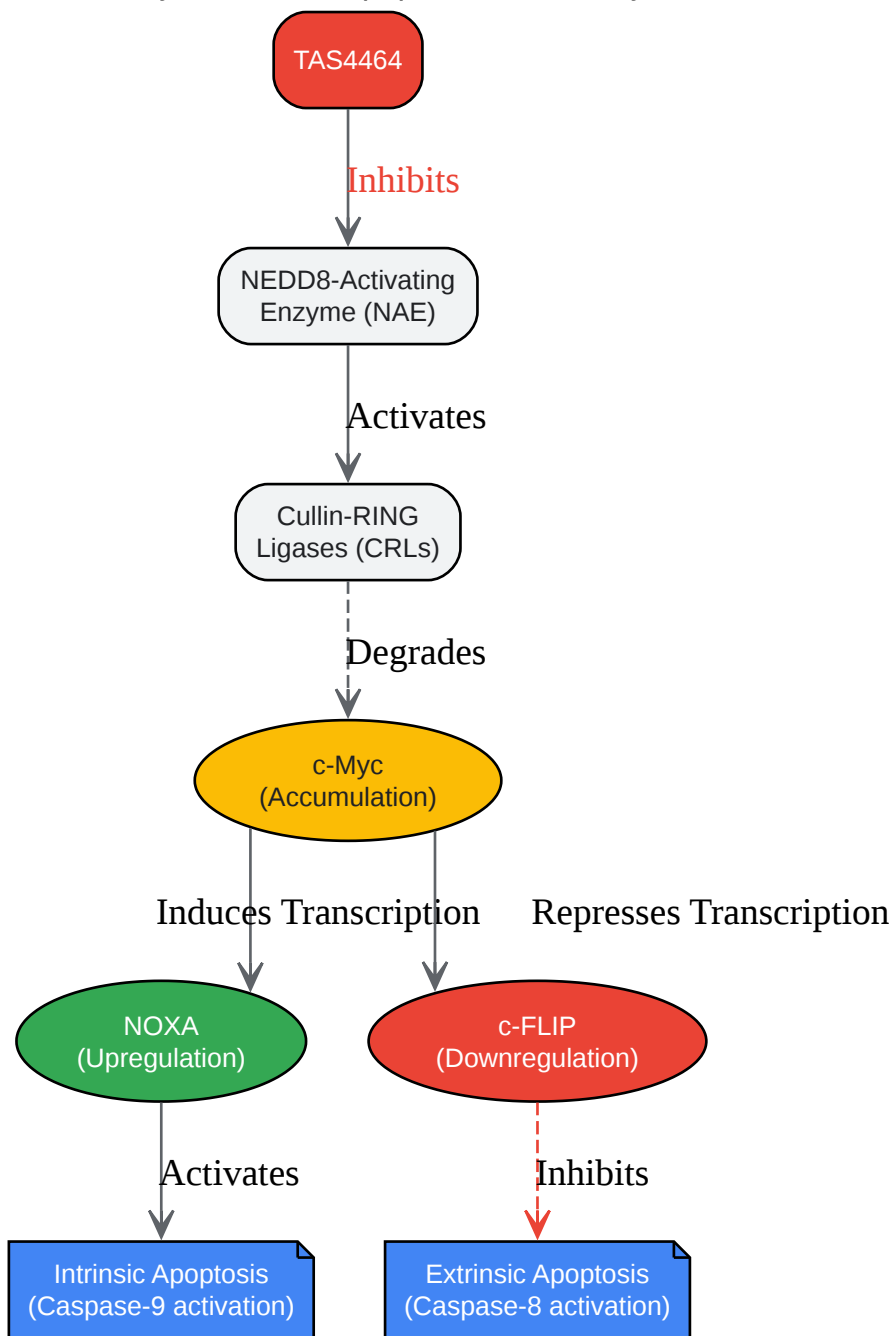 TAS4464
Inhibits
NEDD8-Activating
Enzyme (NAE)
Activates
Cullin-RING
Ligases (CRLs)
Degrades
c-Myc
(Accumulation)
Induces Transcription
Represses Transcription
NOXA
(Upregulation)
c-FLIP
(Downregulation)
Activates
Inhibits
Intrinsic Apoptosis
(Caspase-9 activation)
Extrinsic Apoptosis
(Caspase-8 activation)